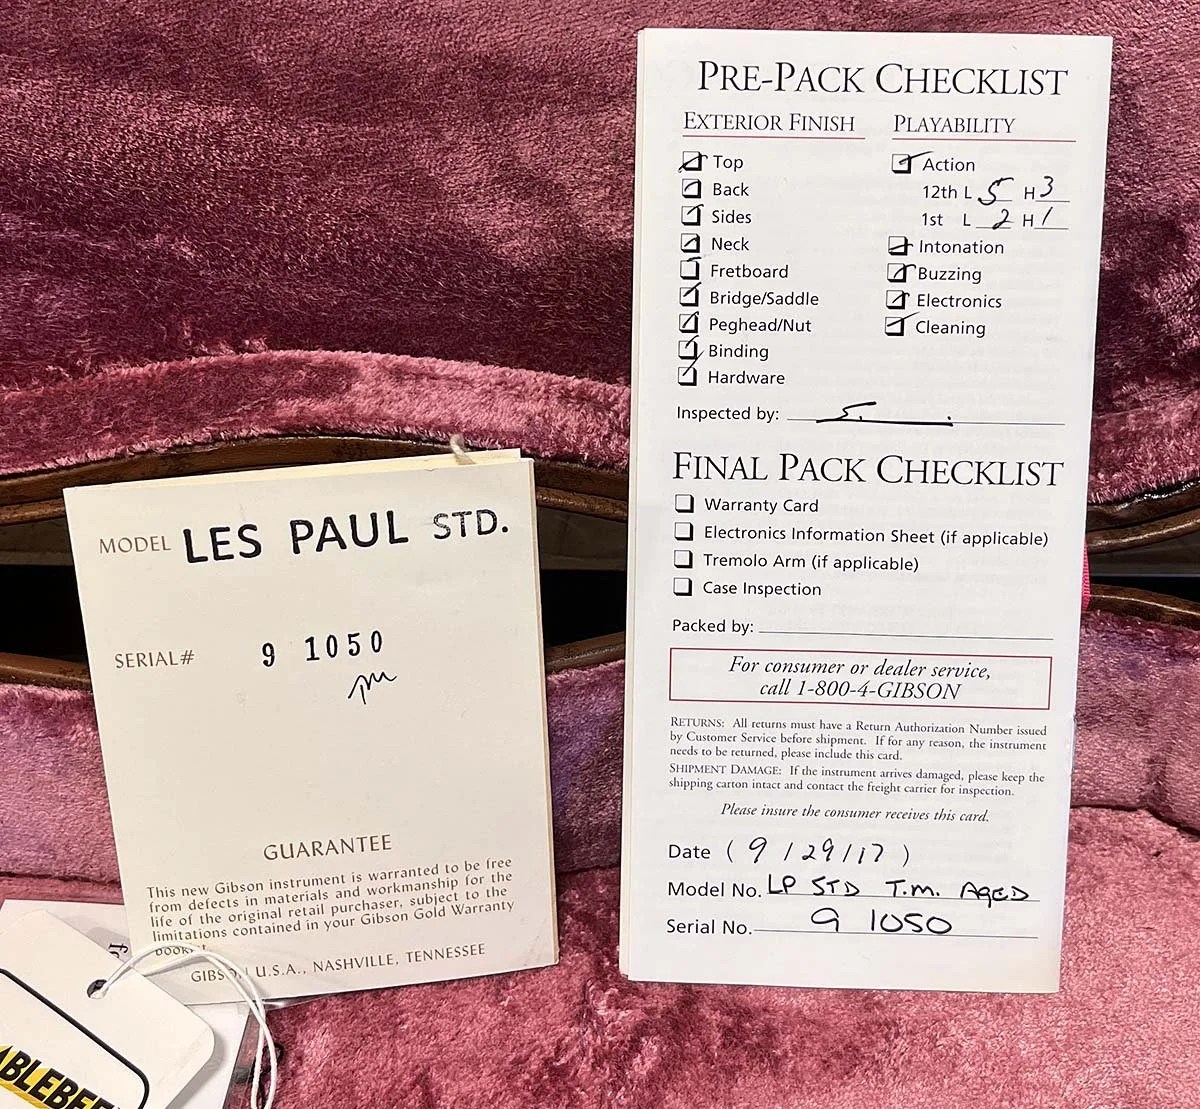 MODEL LES PAUL STD.
SERIAL# 9 1050
GUARANTEE
This new Gibson instrument is warranted to be free
from defects in materials and workmanship for the
life of the original retail purchaser, subject to the
limitations contained in your Gibson Gold Warranty
GIBSON U.S.A., NASHVILLE, TENNESSEE
PRE-PACK CHECKLIST
EXTERIOR FINISH
Top
Back
Sides
Neck
Fretboard
Bridge/Saddle
Peghead/Nut
Binding
Hardware
PLAYABILITY
Action
12th L 5 H 3
1st L 2 H 1
Intonation
Buzzing
Electronics
Cleaning
Inspected by:
FINAL PACK CHECKLIST
Warranty Card
Electronics Information Sheet (if applicable)
Tremolo Arm (if applicable)
Case Inspection
Packed by:
For consumer or dealer service,
call 1-800-4-GIBSON
RETURNS: All returns must have a Return Authorization Number issued
by Customer Service before shipment. If for any reason, the instrument
needs to be returned, please include this card.
SHIPMENT DAMAGE: If the instrument arrives damaged, please keep the
shipping carton intact and contact the freight carrier for inspection.
Please insure the consumer receives this card.
Date ( 9 / 29 / 17 )
Model No. LP STD T.M. AGED
Serial No. 9 1050